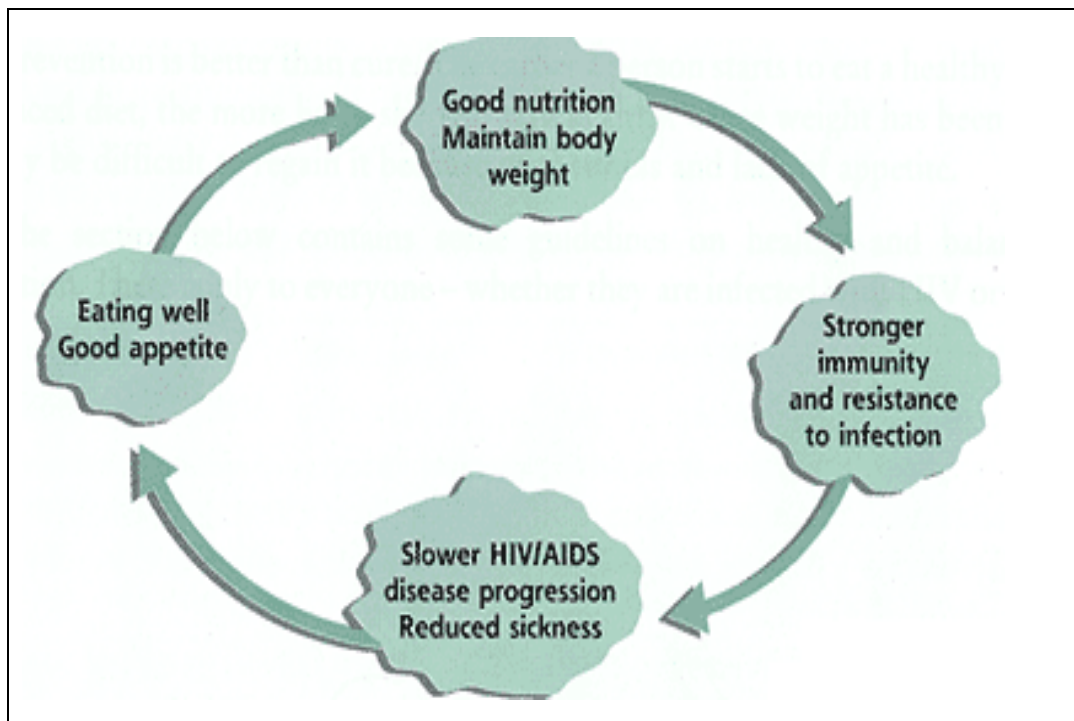 Good nutrition
Maintain body
weight
Stronger
immunity
and resistance
to infection
Slower HIV/AIDS
disease progression
Reduced sickness
Eating well
Good appetite